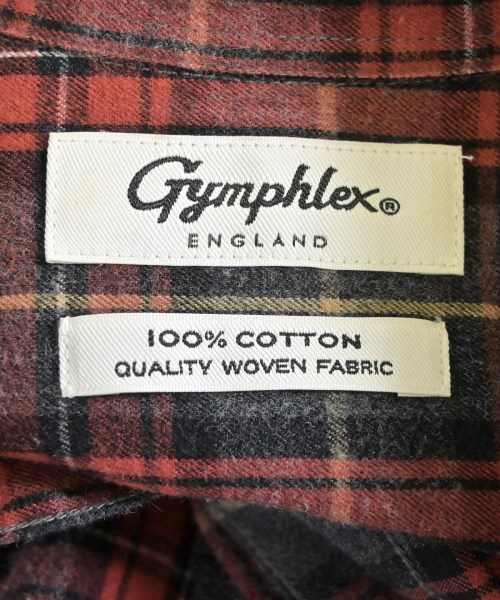 Gymphlex®
ENGLAND
100% COTTON
QUALITY WOVEN FABRIC